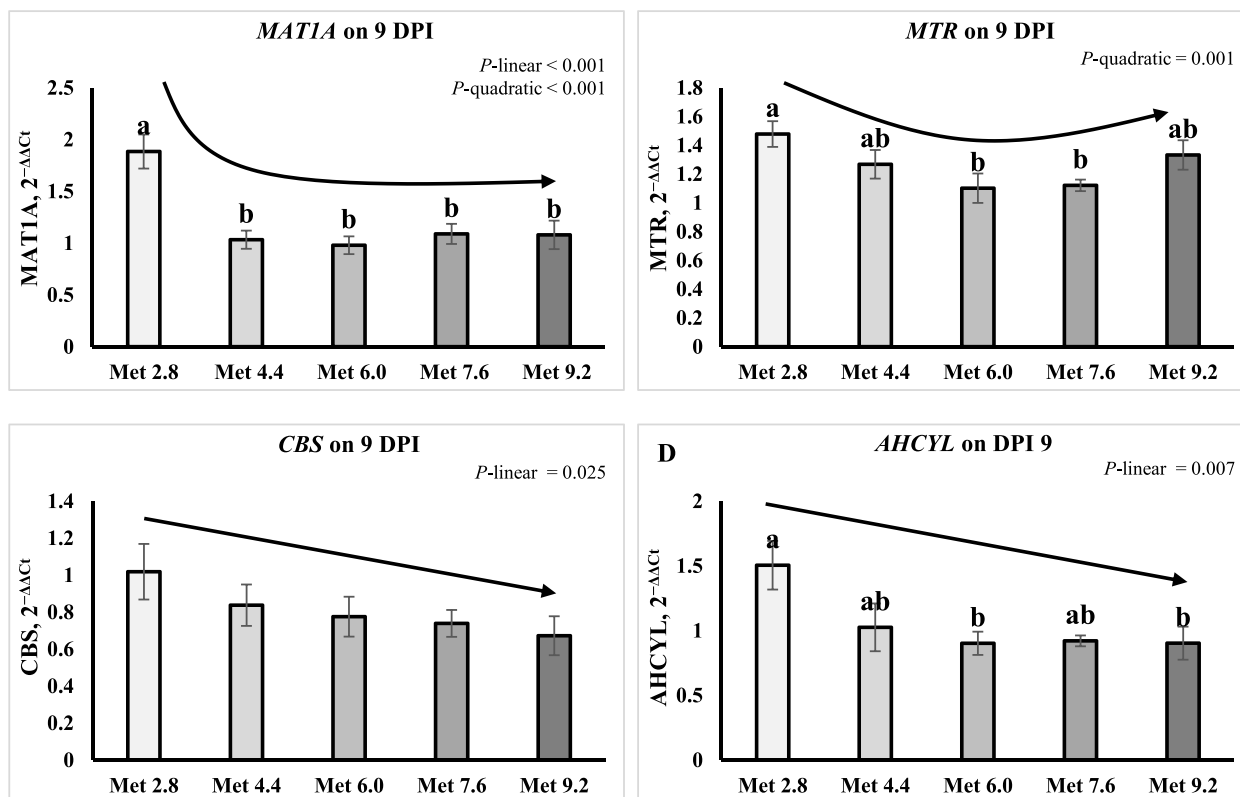 MAT1A on 9 DPI
P-linear < 0.001
P-quadratic < 0.001
MAT1A, 2−ΔΔCt
2.5
2
1.5
1
0.5
0
a
b
b
b
b
Met 2.8 Met 4.4 Met 6.0 Met 7.6 Met 9.2
MTR on 9 DPI
P-quadratic = 0.001
MTR, 2−ΔΔCt
1.8
1.6
1.4
1.2
1
0.8
0.6
0.4
0.2
0
a
ab
b
b
ab
Met 2.8 Met 4.4 Met 6.0 Met 7.6 Met 9.2
CBS on 9 DPI
P-linear = 0.025
CBS, 2−ΔΔCt
1.4
1.2
1
0.8
0.6
0.4
0.2
0
Met 2.8 Met 4.4 Met 6.0 Met 7.6 Met 9.2
D
AHCYL on DPI 9
P-linear = 0.007
AHCYL, 2−ΔΔCt
2
1.5
1
0.5
0
a
ab
b
ab
b
Met 2.8 Met 4.4 Met 6.0 Met 7.6 Met 9.2